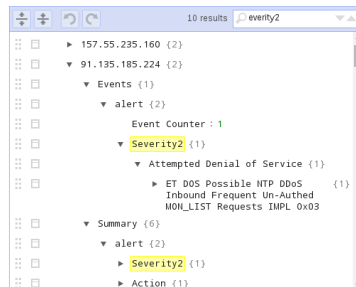 10 results everity2
▶ 157.55.235.160 {2}
▼ 91.135.185.224 {2}
▼ Events {1}
▼ alert {2}
Event Counter : 1
▼ Severity2 {1}
▼ Attempted Denial of Service {1}
▶ ET DOS Possible NTP DDoS {1}
Inbound Frequent Un-Authed
MON_LIST Requests IMPL 0x03
▼ Summary {6}
▼ alert {2}
▶ Severity2 {1}
▶ Action {1}